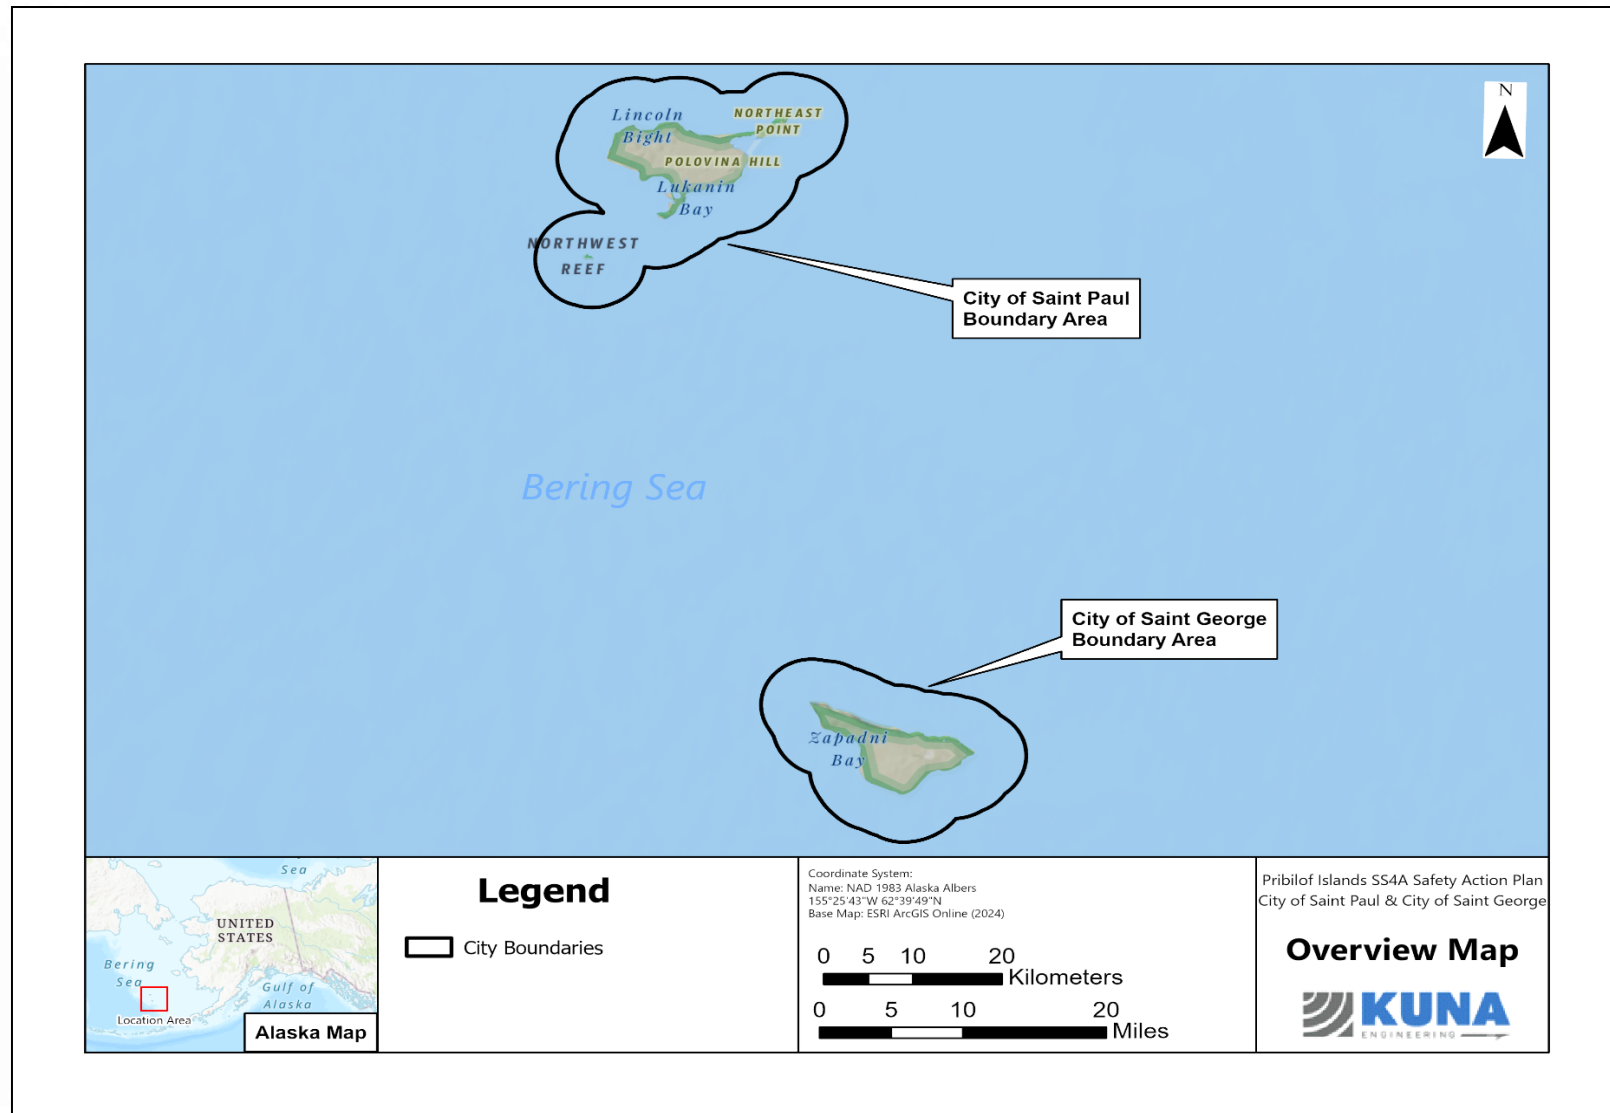 N
Lincoln
Bight
NORTHEAST
POINT
POLOVINA HILL
Lukanin
Bay
NORTHWEST
REEF
City of Saint Paul
Boundary Area
Bering Sea
City of Saint George
Boundary Area
Zapadni
Bay
Sea
UNITED
STATES
Bering
Sea
Gulf of
Alaska
Location Area
Alaska Map
Legend
City Boundaries
Coordinate System:
Name: NAD 1983 Alaska Albers
155°25'43"W 62°39'49"N
Base Map: ESRI ArcGIS Online (2024)
0 5 10 20
Kilometers
0 5 10 20
Miles
Pribilof Islands SS4A Safety Action Plan
City of Saint Paul & City of Saint George
Overview Map
KUNA
ENGINEERING